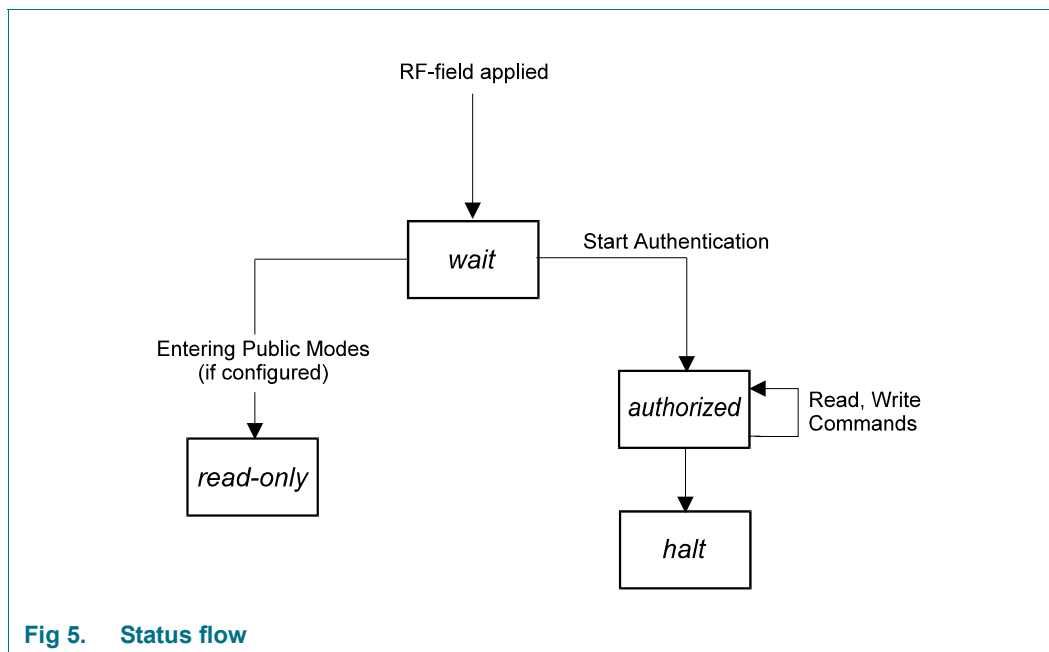 RF-field applied
wait
Start Authentication
Entering Public Modes
(if configured)
authorized
Read, Write
Commands
read-only
halt
Fig 5. Status flow